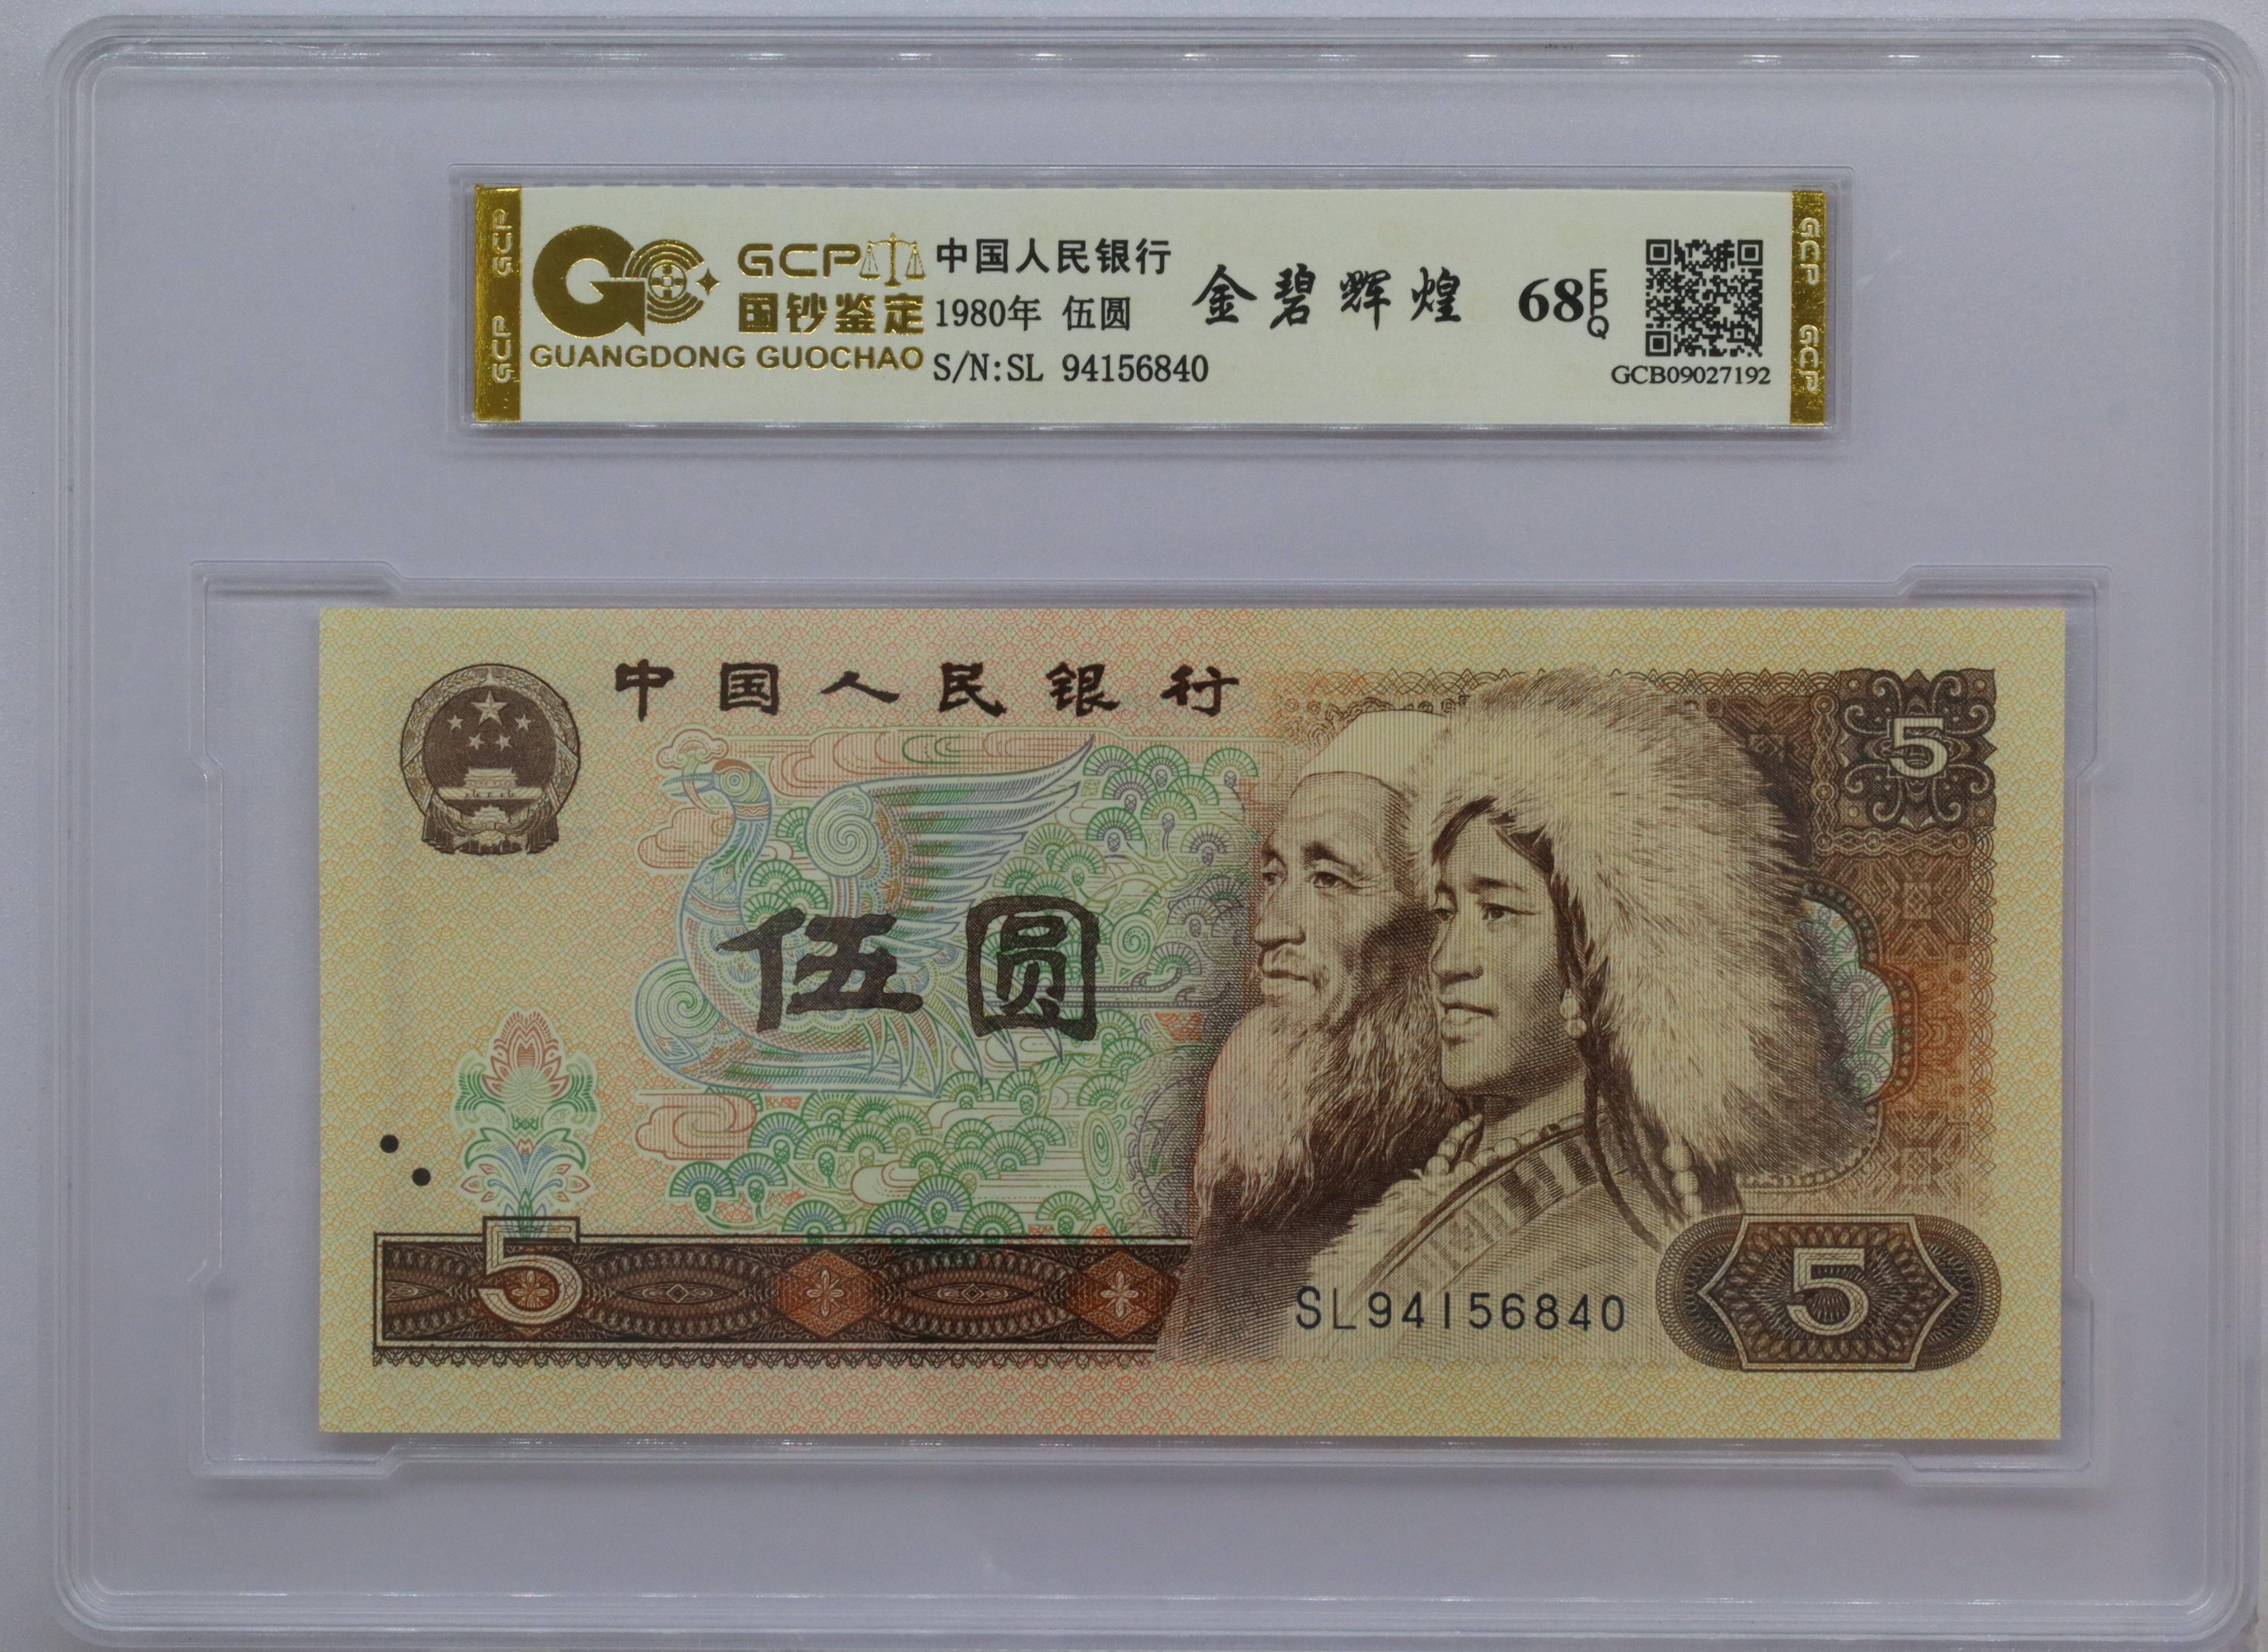 GCP GCP
GCP
国钞鉴定
GUANGDONG GUOCHAO
中国人民银行
1980年 伍圆
S/N:SL 94156840
金碧辉煌
68 EPQ
GCB09027192
GCP GCP
中国人民银行
5
伍圆
5
SL94156840
5